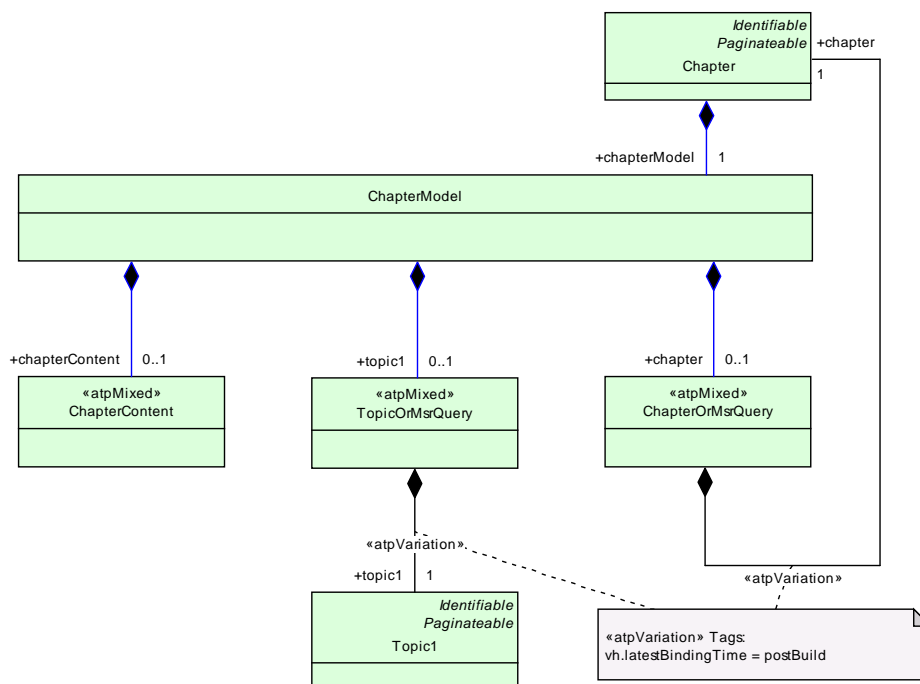 Identifiable
Paginateable
Chapter
+chapter
1
+chapterModel 1
ChapterModel
+chapterContent 0..1
+topic1 0..1
+chapter 0..1
«atpMixed»
ChapterContent
«atpMixed»
TopicOrMsrQuery
«atpMixed»
ChapterOrMsrQuery
«atpVariation»
+topic1 1
«atpVariation»
Identifiable
Paginateable
Topic1
«atpVariation» Tags:
vh.latestBindingTime = postBuild